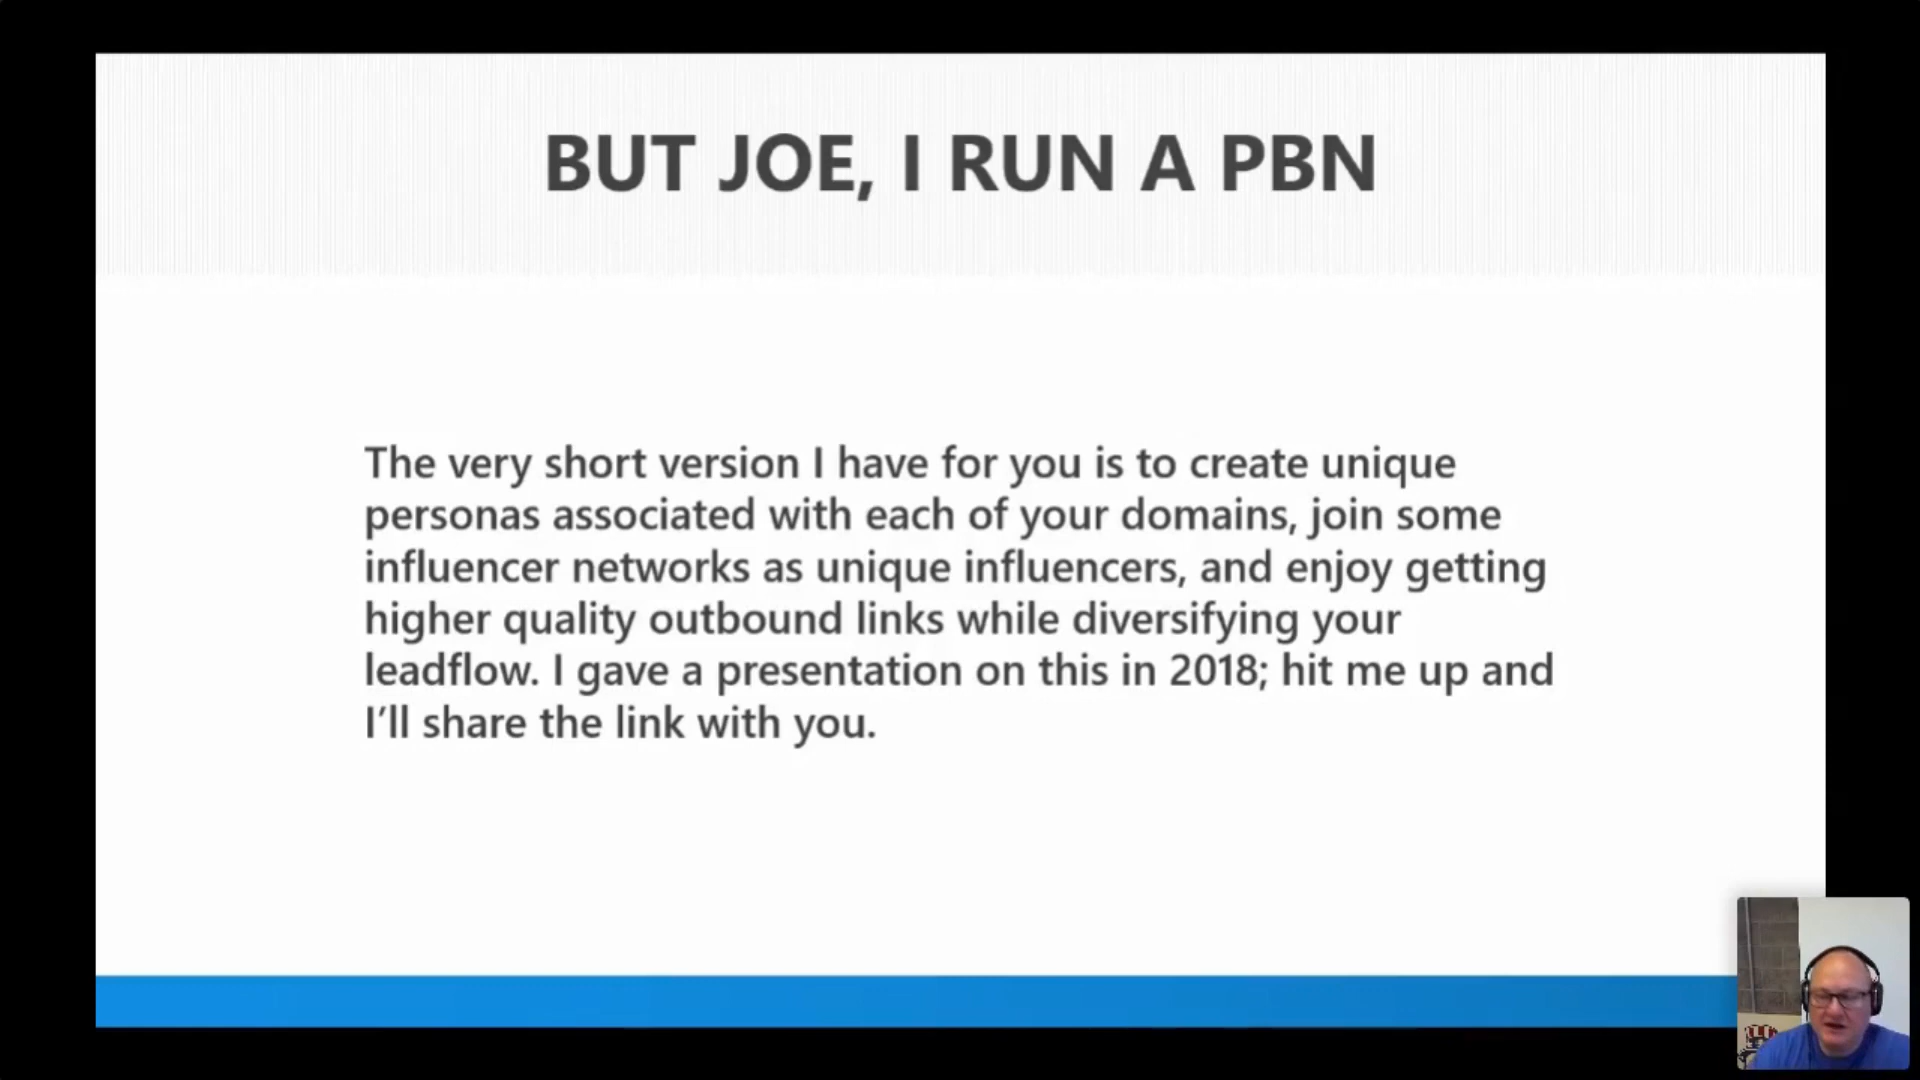 BUT JOE, I RUN A PBN
The very short version I have for you is to create unique
personas associated with each of your domains, join some
influencer networks as unique influencers, and enjoy getting
higher quality outbound links while diversifying your
leadflow. I gave a presentation on this in 2018; hit me up and
I’ll share the link with you.